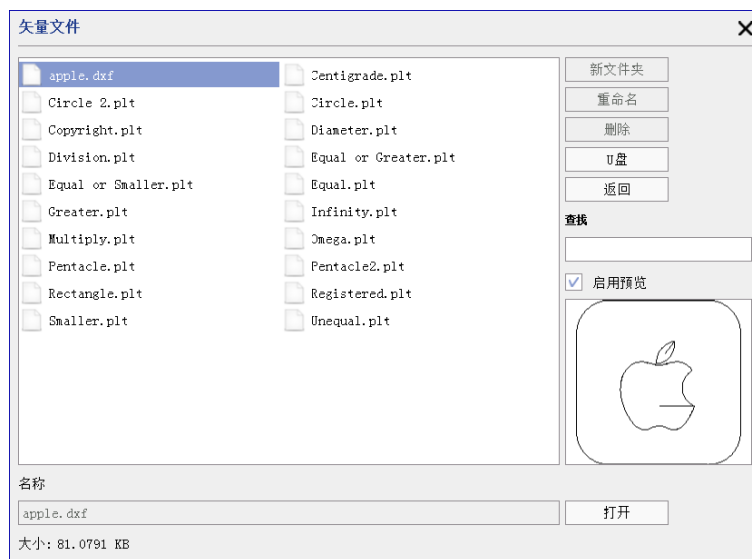 矢量文件
apple.dxf
Centigrade.plt
Circle 2.plt
Circle.plt
Copyright.plt
Diameter.plt
Division.plt
Equal or Greater.plt
Equal or Smaller.plt
Equal.plt
Greater.plt
Infinity.plt
Multiply.plt
Omega.plt
Pentacle.plt
Pentacle2.plt
Rectangle.plt
Registered.plt
Smaller.plt
Unequal.plt
新文件夹
重命名
删除
U盘
返回
查找
启用预览
名称
apple.dxf
打开
大小: 81.0791 KB